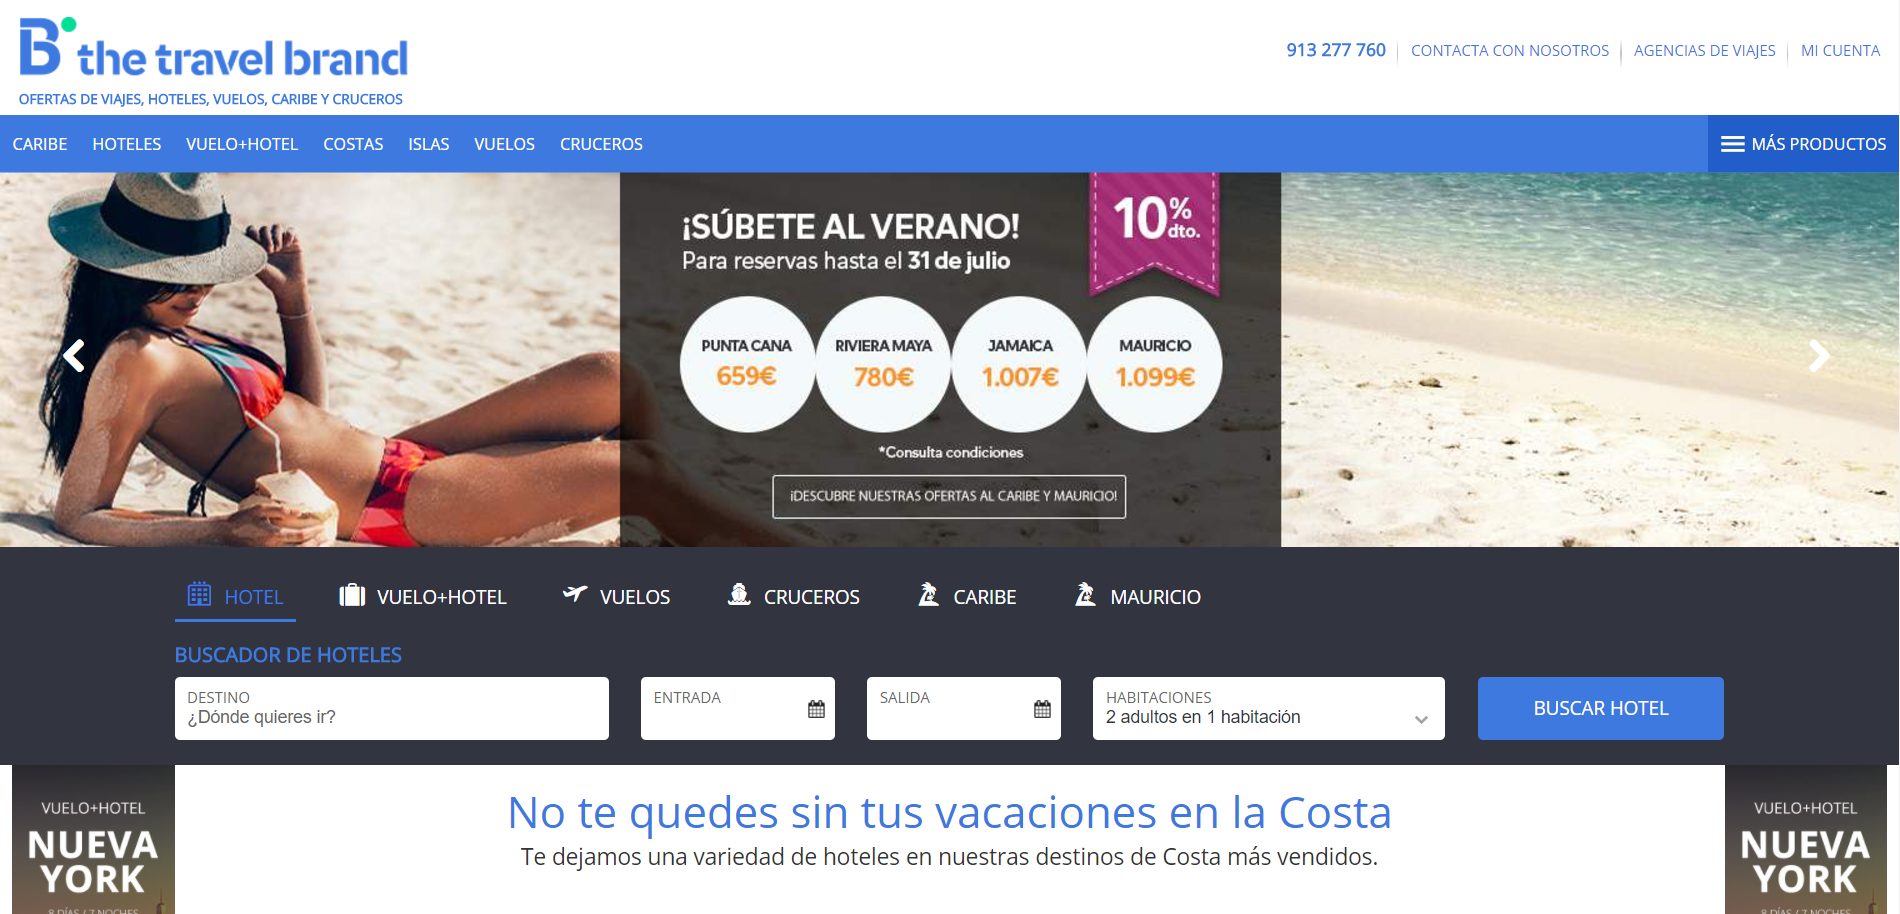 B the travel brand
OFERTAS DE VIAJES, HOTELES, VUELOS, CARIBE Y CRUCEROS
913 277 760
CONTACTA CON NOSOTROS
AGENCIAS DE VIAJES
MI CUENTA
CARIBE HOTELES VUELO+HOTEL COSTAS ISLAS VUELOS CRUCEROS
MÁS PRODUCTOS
¡SÚBETE AL VERANO!
Para reservas hasta el 31 de julio
10% dto.
PUNTA CANA
659€
RIVIERA MAYA
780€
JAMAICA
1.007€
MAURICIO
1.099€
*Consulta condiciones
¡DESCUBRE NUESTRAS OFERTAS AL CARIBE Y MAURICIO!
HOTEL VUELO+HOTEL VUELOS CRUCEROS CARIBE MAURICIO
BUSCADOR DE HOTELES
DESTINO
¿Dónde quieres ir?
ENTRADA
SALIDA
HABITACIONES
2 adultos en 1 habitación
BUSCAR HOTEL
VUELO+HOTEL
NUEVA
YORK
8 DÍAS / 7 NOCHES
No te quedes sin tus vacaciones en la Costa
Te dejamos una variedad de hoteles en nuestras destinos de Costa más vendidos.
VUELO+HOTEL
NUEVA
YORK
8 DÍAS / 7 NOCHES